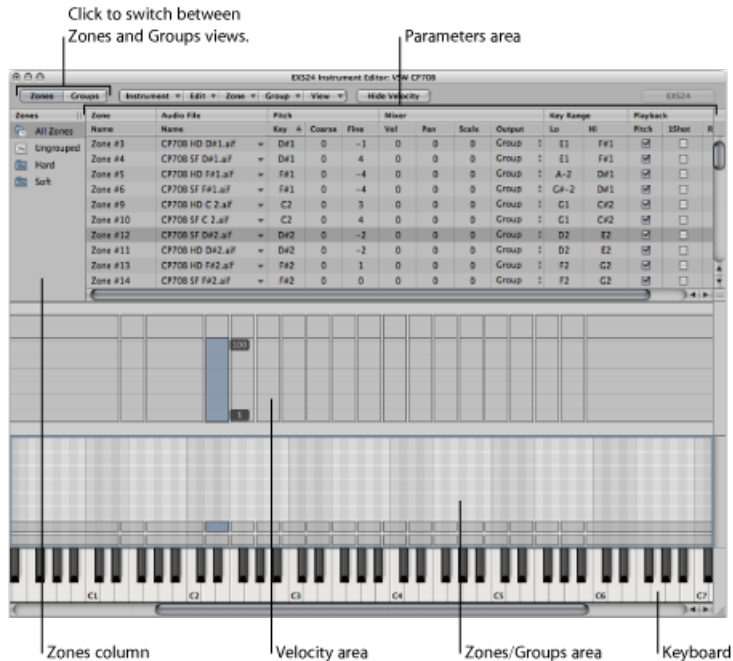 Click to switch between
Zones and Groups views.
Parameters area
EXS24 Instrument Editor: VSW CP708
Zones Groups Instrument Edit Zone Group View Hide Velocity EXS24
Zones Zone Audio File Pitch Mixer Key Range Playback
Name Name Key Coarse Fine Vol Pan Scale Output Lo Hi Pitch 1Shot R
All Zones
Ungrouped
Hard
Soft
Zone #3 CP708 HD D#1.aif D#1 0 -1 0 0 0 Group E1 F#1
Zone #4 CP708 SF D#1.aif D#1 0 4 0 0 0 Group E1 F#1
Zone #5 CP708 HD F#1.aif F#1 0 -4 0 0 0 Group A-2 D#1
Zone #6 CP708 SF F#1.aif F#1 0 -4 0 0 0 Group G#-2 D#1
Zone #9 CP708 HD C 2.aif C2 0 3 0 0 0 Group G1 C#2
Zone #10 CP708 SF C 2.aif C2 0 4 0 0 0 Group G1 C#2
Zone #12 CP708 SF D#2.aif D#2 0 -2 0 0 0 Group D2 E2
Zone #11 CP708 HD D#2.aif D#2 0 -2 0 0 0 Group D2 E2
Zone #13 CP708 HD F#2.aif F#2 0 1 0 0 0 Group F2 G2
Zone #14 CP708 SF F#2.aif F#2 0 0 0 0 0 Group F2 G2
100
1
C1 C2 C3 C4 C5 C6 C7
Zones column
Velocity area
Zones/Groups area
Keyboard